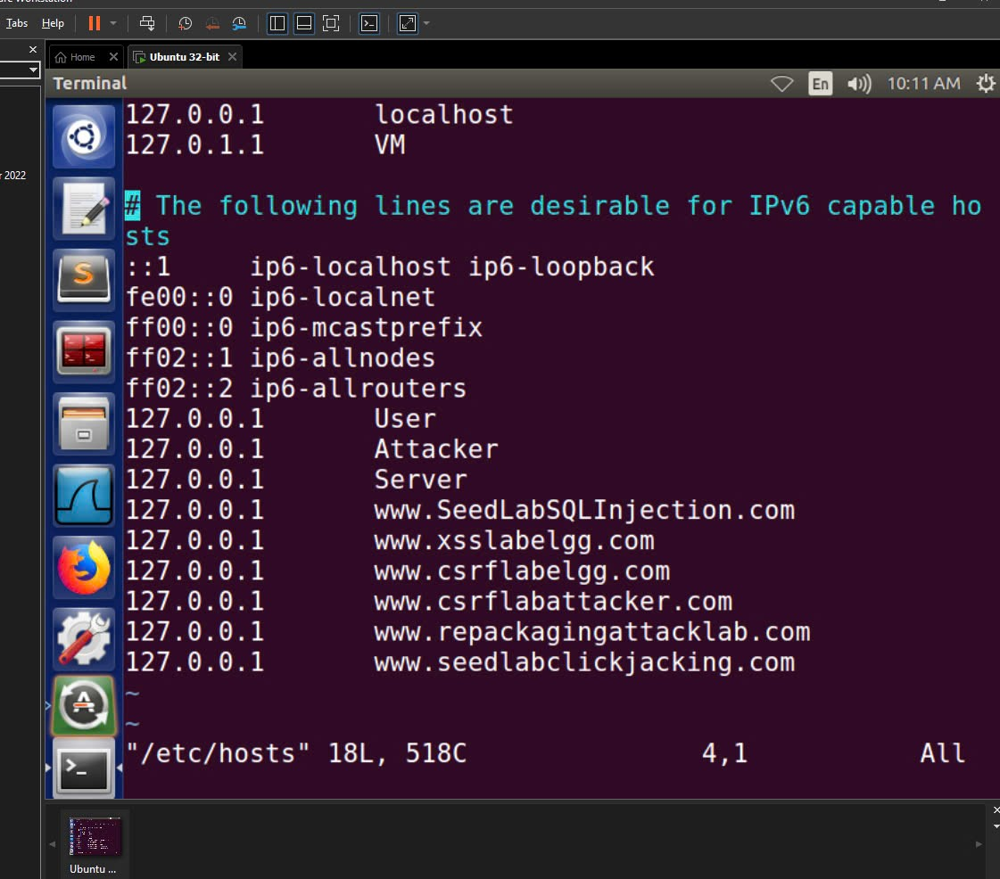 Tabs Help
Home
Ubuntu 32-bit
Terminal
En
10:11 AM
2022
127.0.0.1 localhost
127.0.1.1 VM
# The following lines are desirable for IPv6 capable ho
sts
::1 ip6-localhost ip6-loopback
fe00::0 ip6-localnet
ff00::0 ip6-mcastprefix
ff02::1 ip6-allnodes
ff02::2 ip6-allrouters
127.0.0.1 User
127.0.0.1 Attacker
127.0.0.1 Server
127.0.0.1 www.SeedLabSQLInjection.com
127.0.0.1 www.xsslabelgg.com
127.0.0.1 www.csrflabelgg.com
127.0.0.1 www.csrflabattacker.com
127.0.0.1 www.repackagingattacklab.com
127.0.0.1 www.seedlabclickjacking.com
~
~
"/etc/hosts" 18L, 518C 4,1 All
Ubuntu ...